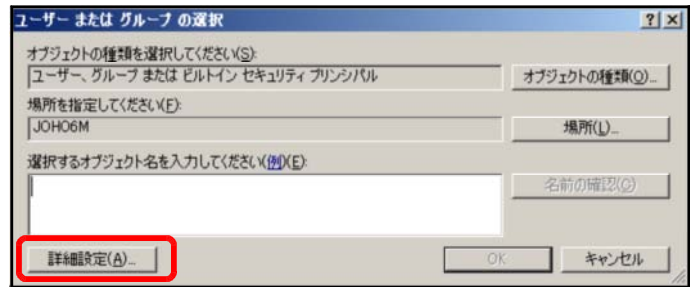 ユーザー または グループ の選択
オブジェクトの種類を選択してください(S):
ユーザー、グループ または ビルトイン セキュリティ プリンシパル
オブジェクトの種類(O)...
場所を指定してください(F):
JOHO6M
場所(L)...
選択するオブジェクト名を入力してください(例)(E):
名前の確認(C)
詳細設定(A)...
OK
キャンセル